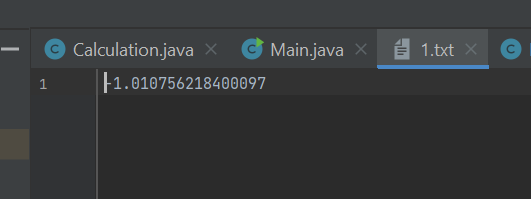 Calculation.java
Main.java
1.txt
1
-1.010756218400097